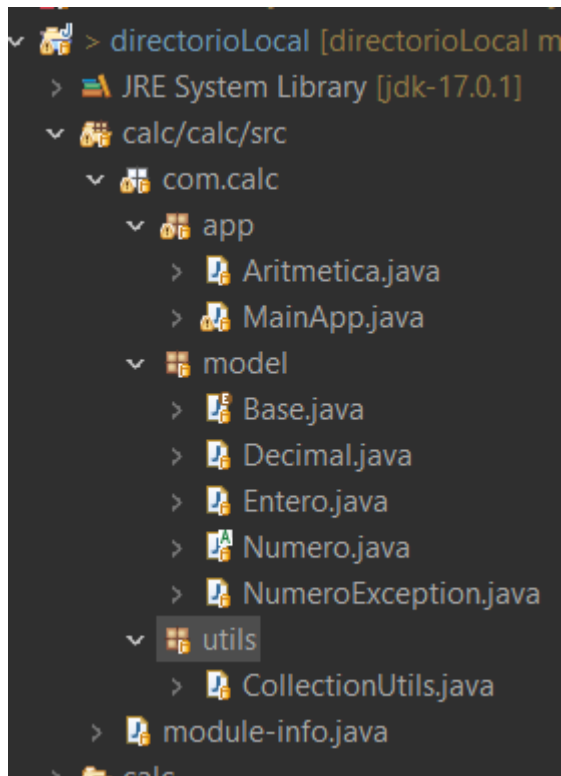 > directorioLocal [directorioLocal m
JRE System Library [jdk-17.0.1]
calc/calc/src
com.calc
app
Aritmetica.java
MainApp.java
model
Base.java
Decimal.java
Entero.java
Numero.java
NumeroException.java
utils
CollectionUtils.java
module-info.java
calc